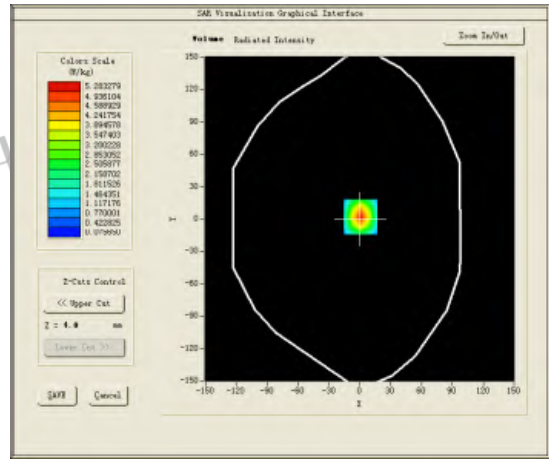 SAR Visualisation Graphical Interface
Volume Radiated Intensity
Zoom In/Out
Colors Scale
(W/kg)
5.283279
4.936104
4.588929
4.241754
3.894578
3.547403
3.200228
2.853052
2.505877
2.158702
1.811526
1.464351
1.117176
0.770001
0.422825
0.075650
150
90
30
0
-30
-60
-90
-120
-150
Y
-150 -120 -90 -60 -30 0 30 60 90 120 150
X
Z-Cuts Control
<< Upper Cut
Z = 4.0 mm
Lower Cut >>
SAVE
Cancel